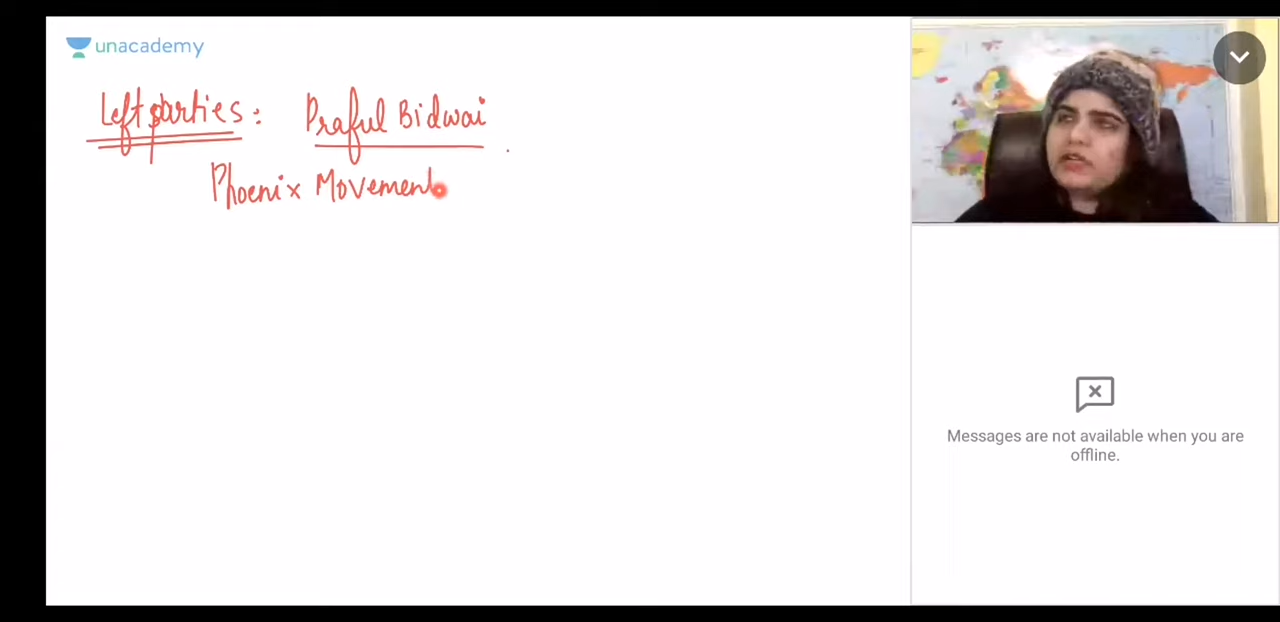 unacademy
Left parties : Praful Bidwai
Phoenix Movement
Messages are not available when you are
offline.